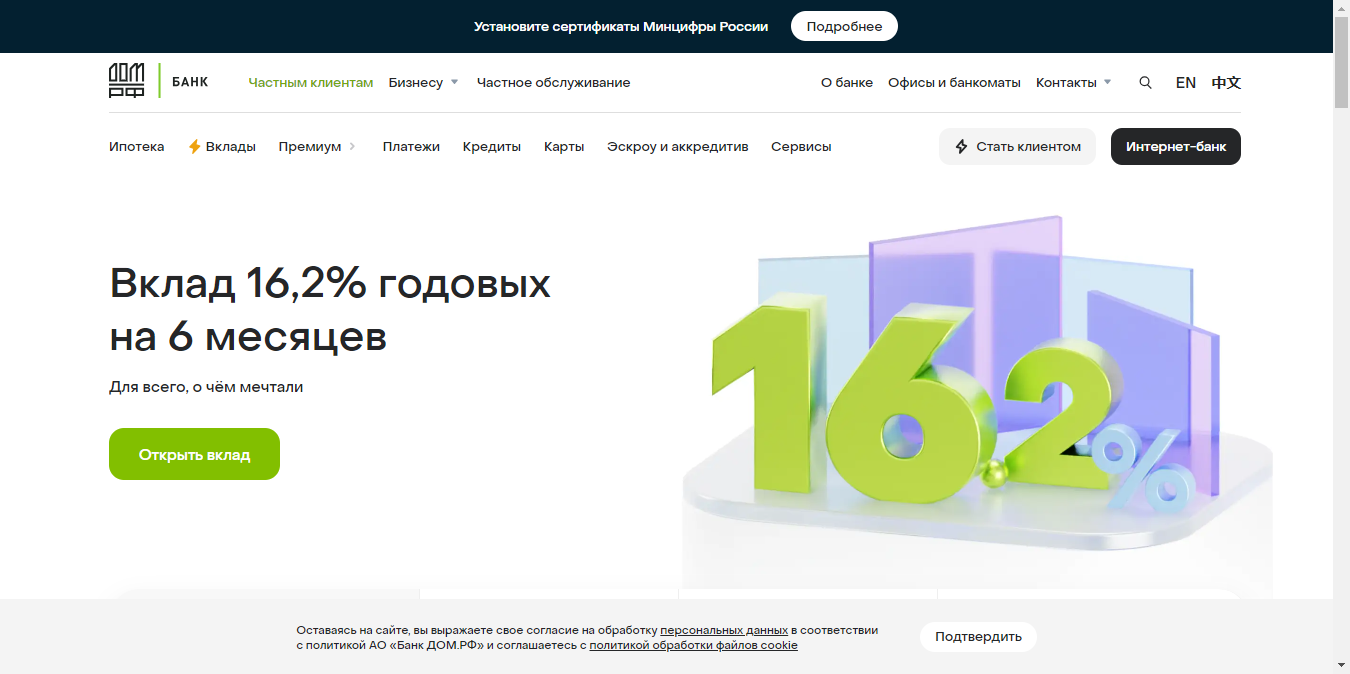 Установите сертификаты Минцифры России
Подробнее
ДОМ РФ
БАНК
Частным клиентам
Бизнесу
Частное обслуживание
О банке
Офисы и банкоматы
Контакты
EN
中文
Ипотека
Вклады
Премиум
Платежи
Кредиты
Карты
Эскроу и аккредитив
Сервисы
Стать клиентом
Интернет-банк
Вклад 16,2% годовых
на 6 месяцев
Для всего, о чём мечтали
Открыть вклад
16,2%
Оставаясь на сайте, вы выражаете свое согласие на обработку персональных данных в соответствии
с политикой АО «Банк ДОМ.РФ» и соглашаетесь с политикой обработки файлов cookie
Подтвердить